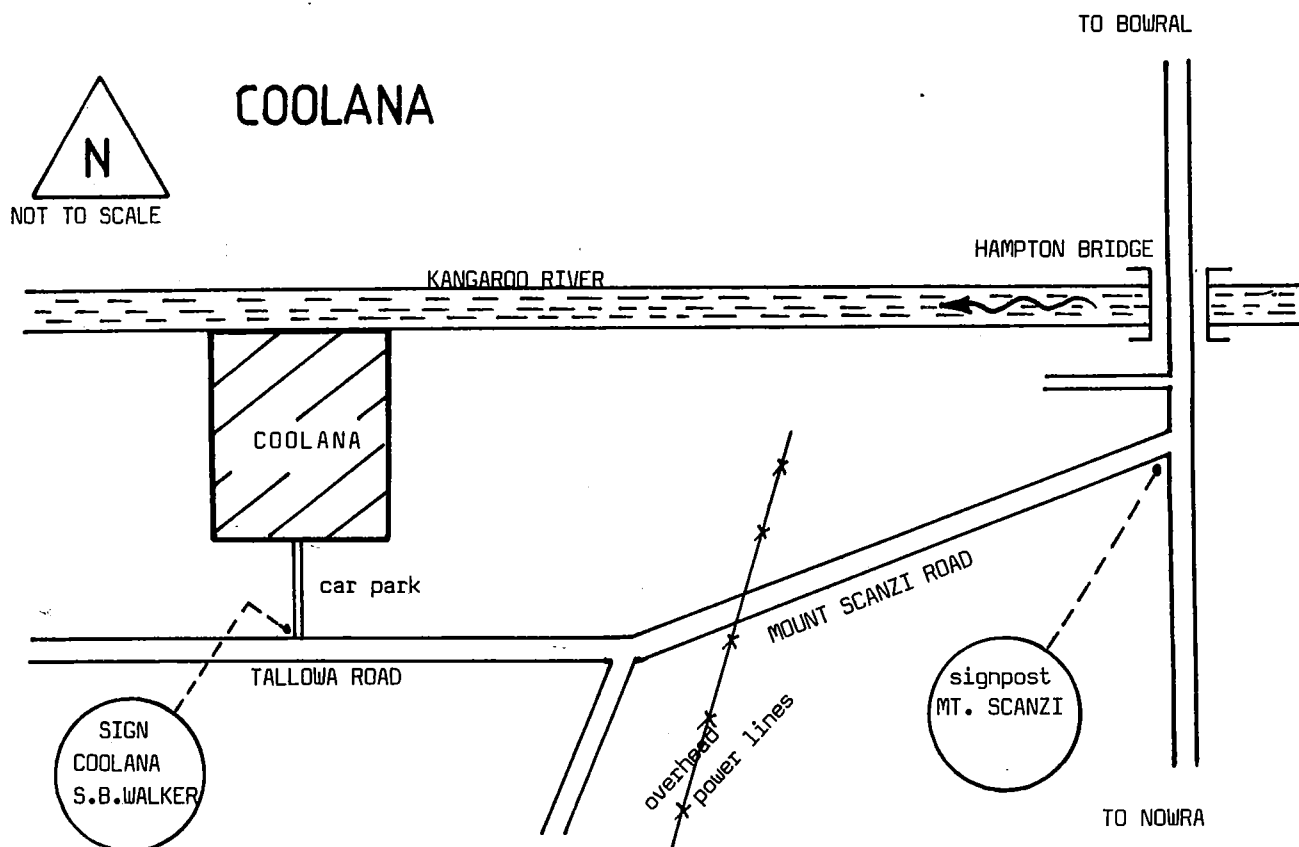 TO BOWRAL
COOLANA
N
NOT TO SCALE
HAMPTON BRIDGE
KANGAROO RIVER
COOLANA
car park
MOUNT SCANZI ROAD
TALLOWA ROAD
signpost
MT. SCANZI
SIGN
COOLANA
S.B.WALKER
overhead
power lines
TO NOWRA